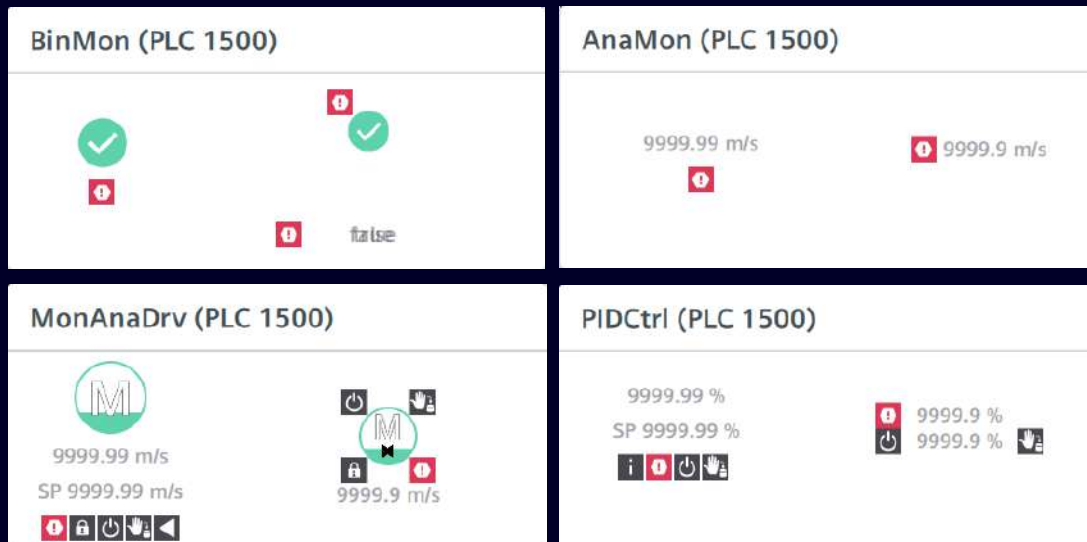 BinMon (PLC 1500)
AnaMon (PLC 1500)
9999.99 m/s
9999.9 m/s
MonAnaDrv (PLC 1500)
M
9999.99 m/s
SP 9999.99 m/s
M
9999.9 m/s
PIDCtrl (PLC 1500)
9999.99 %
SP 9999.99 %
i
9999.9 %
9999.9 %